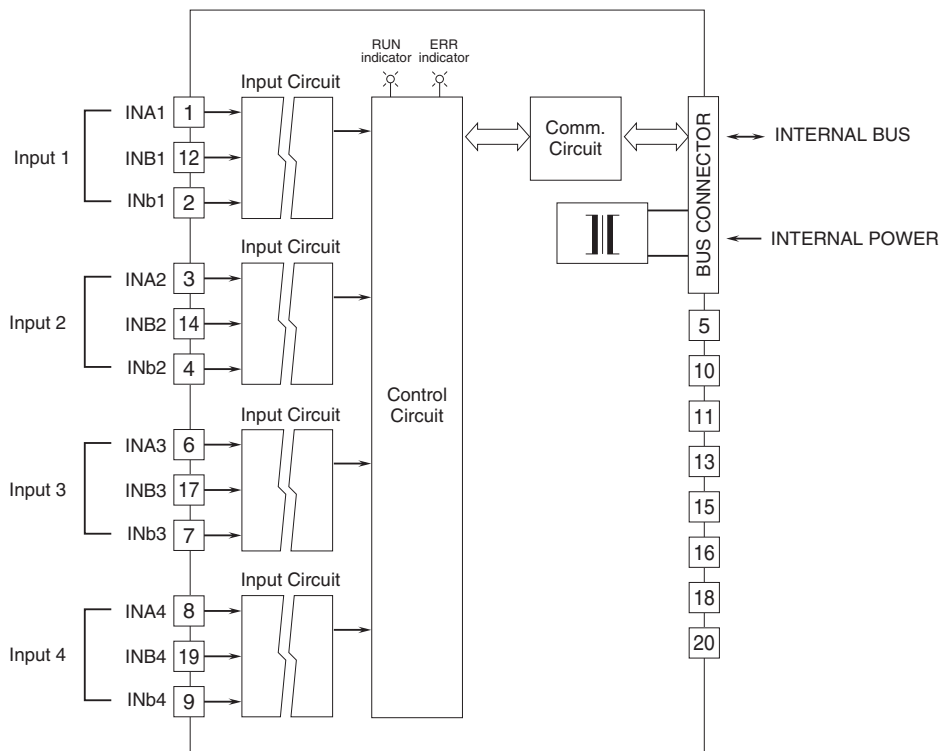 RUN
indicator
ERR
indicator
Input Circuit
INA1
1
Input 1
INB1
12
INb1
2
Input Circuit
INA2
3
Input 2
INB2
14
INb2
4
Input Circuit
INA3
6
Input 3
INB3
17
INb3
7
Input Circuit
INA4
8
Input 4
INB4
19
INb4
9
Control
Circuit
Comm.
Circuit
BUS CONNECTOR
INTERNAL BUS
INTERNAL POWER
5
10
11
13
15
16
18
20